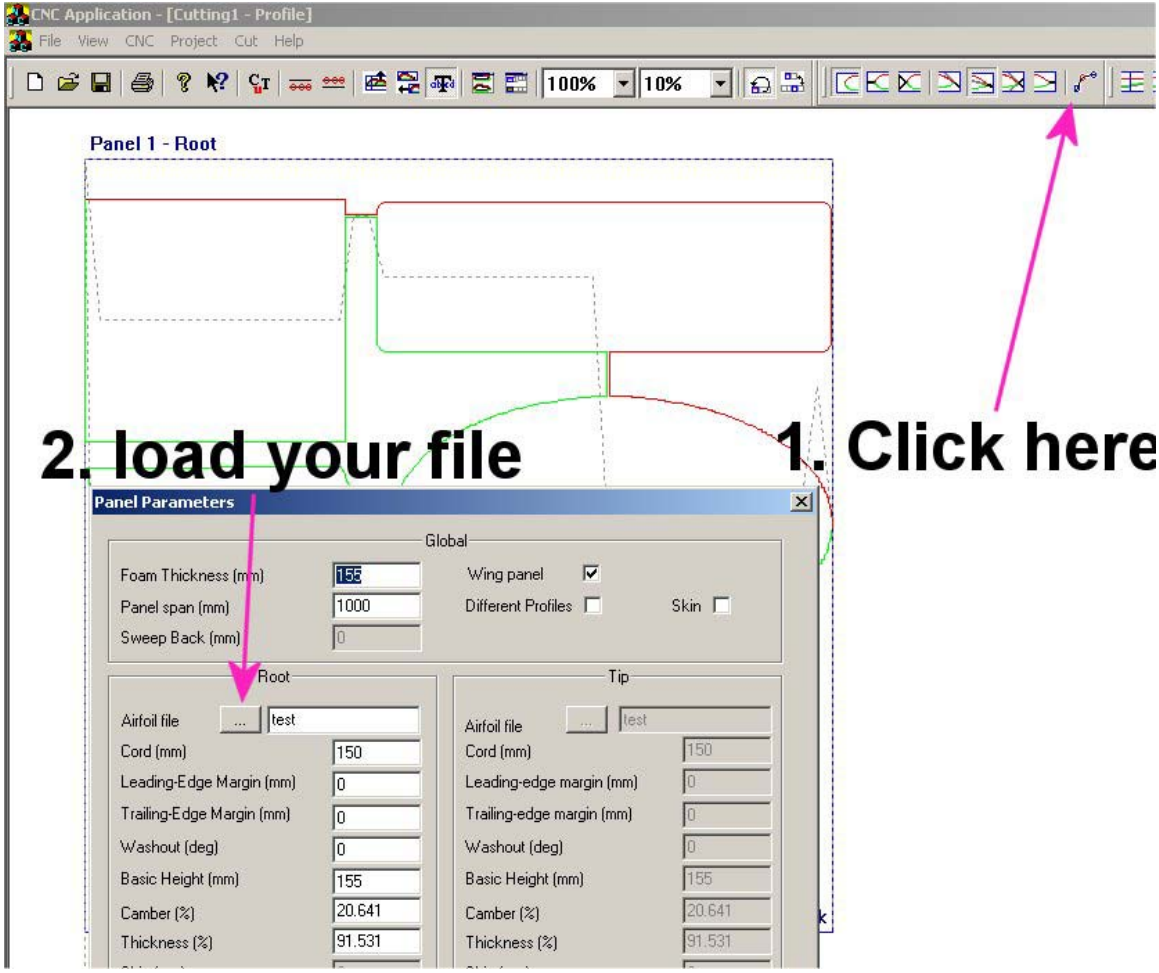 CNC Application - [Cutting1 - Profile]
File View CNC Project Cut Help
100% 10%
Panel 1 - Root
2. load your file
1. Click here
Panel Parameters
Global
Foam Thickness (mm) 155 Wing panel
Panel span (mm) 1000 Different Profiles Skin
Sweep Back (mm) 0
Root
Airfoil file ... test
Cord (mm) 150
Leading-Edge Margin (mm) 0
Trailing-Edge Margin (mm) 0
Washout (deg) 0
Basic Height (mm) 155
Camber (%) 20.641
Thickness (%) 91.531
Tip
Airfoil file ... test
Cord (mm) 150
Leading-edge margin (mm) 0
Trailing-edge margin (mm) 0
Washout (deg) 0
Basic Height (mm) 155
Camber (%) 20.641
Thickness (%) 91.531
k